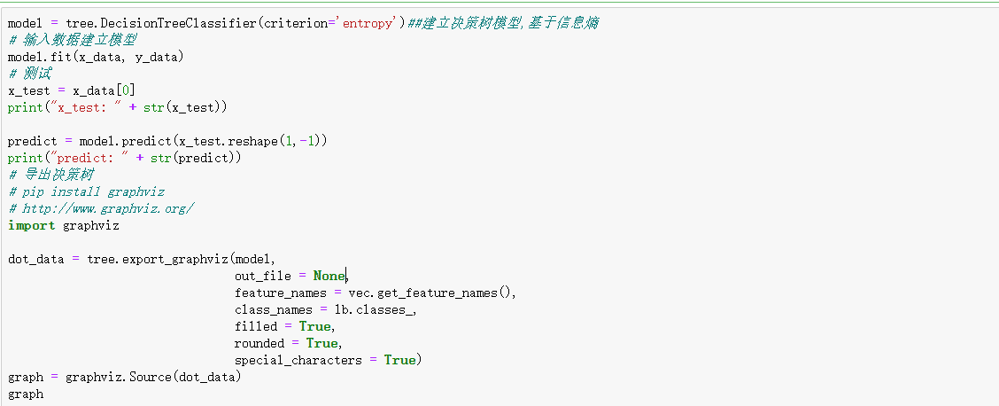 model = tree.DecisionTreeClassifier(criterion='entropy')##建立决策树模型,基于信息熵
# 输入数据建立模型
model.fit(x_data, y_data)
# 测试
x_test = x_data[0]
print("x_test: " + str(x_test))
predict = model.predict(x_test.reshape(1,-1))
print("predict: " + str(predict))
# 导出决策树
# pip install graphviz
# http://www.graphviz.org/
import graphviz
dot_data = tree.export_graphviz(model,
out_file = None,
feature_names = vec.get_feature_names(),
class_names = lb.classes_,
filled = True,
rounded = True,
special_characters = True)
graph = graphviz.Source(dot_data)
graph